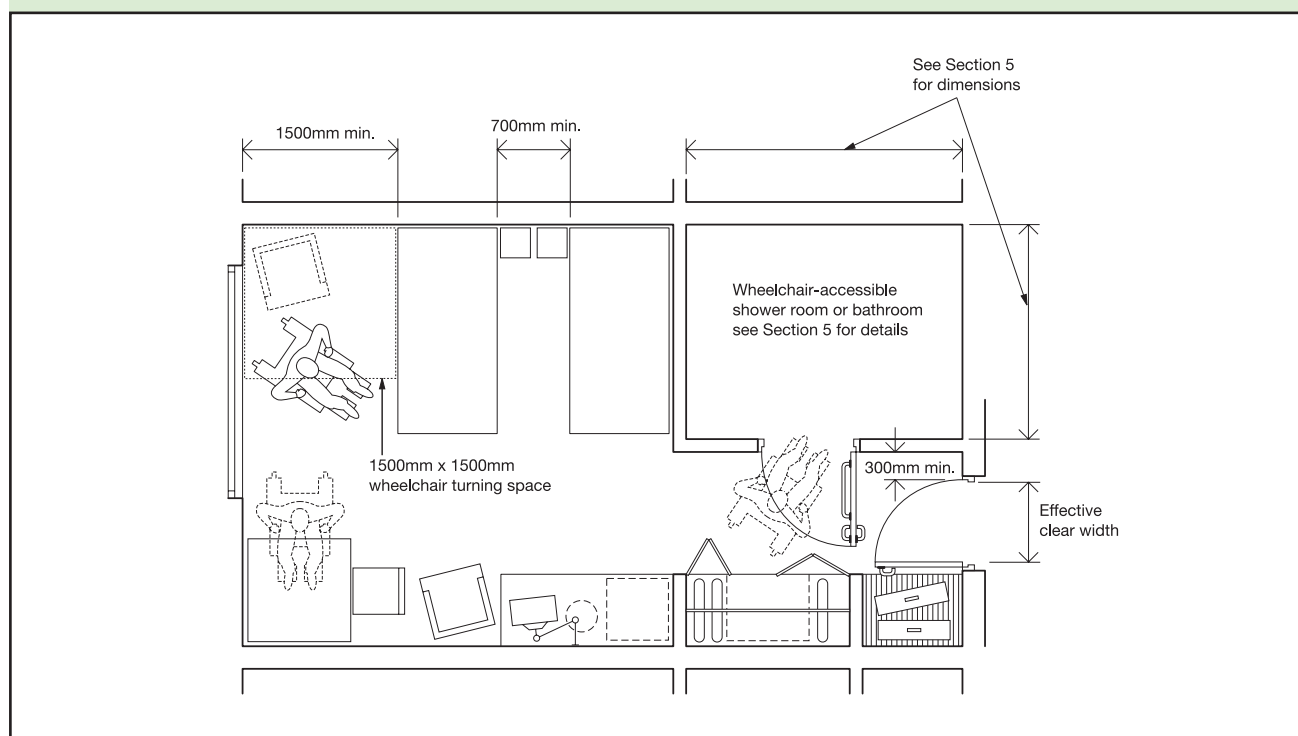 See Section 5
for dimensions
1500mm min.
700mm min.
Wheelchair-accessible
shower room or bathroom
see Section 5 for details
1500mm x 1500mm
wheelchair turning space
300mm min.
Effective
clear width